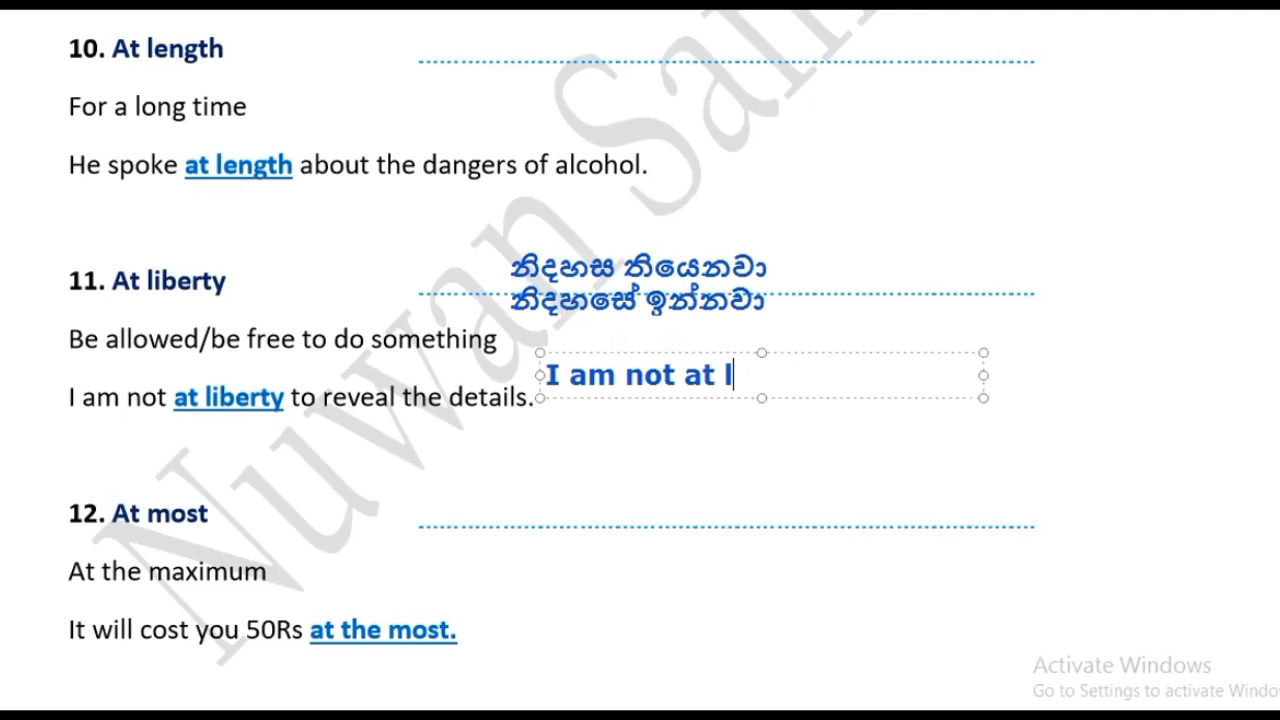 10. At length
For a long time
He spoke at length about the dangers of alcohol.
නිදහස තියෙනවා
11. At liberty
නිදහසේ ඉන්නවා
Be allowed/be free to do something
I am not at l
I am not at liberty to reveal the details.
12. At most
At the maximum
It will cost you 50Rs at the most.
Nuwan San
Activate Windows
Go to Settings to activate Windo